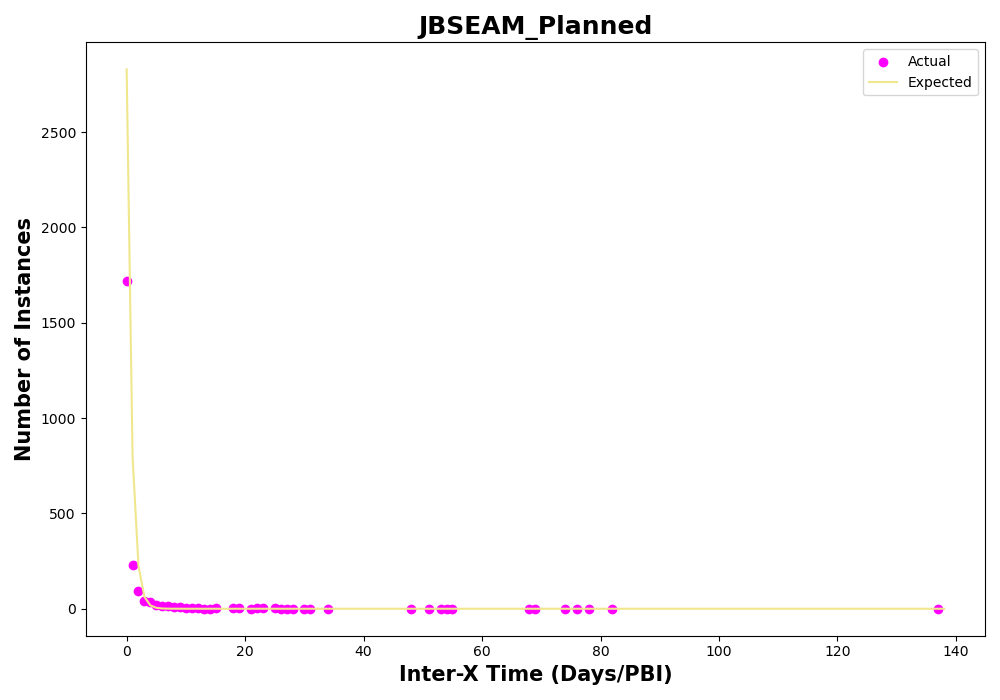 JBSEAM_Planned
Actual
Expected
Number of Instances
2500
2000
1500
1000
500
0
0 20 40 60 80 100 120 140
Inter-X Time (Days/PBI)